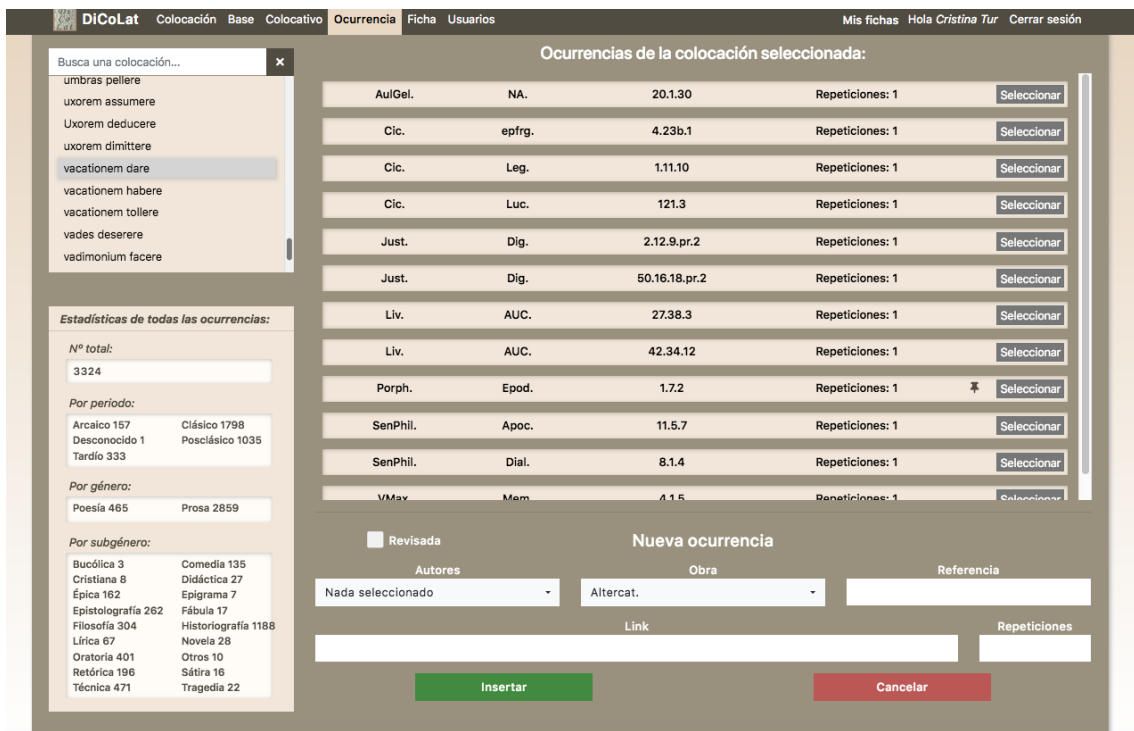 DiCoLat Colocación Base Colocativo Ocurrencia Ficha Usuarios Mis fichas Hola Cristina Tur Cerrar sesión
Busca una colocación... ×
umbras pellere
uxorem assumere
Uxorem deducere
uxorem dimittere
vacationem dare
vacationem habere
vacationem tollere
vades deserere
vadimonium facere
Estadísticas de todas las ocurrencias:
Nº total:
3324
Por periodo:
Arcaico 157 Clásico 1798
Desconocido 1 Posclásico 1035
Tardío 333
Por género:
Poesía 465 Prosa 2859
Por subgénero:
Bucólica 3 Comedia 135
Cristiana 8 Didáctica 27
Épica 162 Epigrama 7
Epistolografía 262 Fábula 17
Filosofía 304 Historiografía 1188
Lírica 67 Novela 28
Oratoria 401 Otros 10
Retórica 196 Sátira 16
Técnica 471 Tragedia 22
Ocurrencias de la colocación seleccionada:
AulGel. NA. 20.1.30 Repeticiones: 1 Seleccionar
Cic. epfrg. 4.23b.1 Repeticiones: 1 Seleccionar
Cic. Leg. 1.11.10 Repeticiones: 1 Seleccionar
Cic. Luc. 121.3 Repeticiones: 1 Seleccionar
Just. Dig. 2.12.9.pr.2 Repeticiones: 1 Seleccionar
Just. Dig. 50.16.18.pr.2 Repeticiones: 1 Seleccionar
Liv. AUC. 27.38.3 Repeticiones: 1 Seleccionar
Liv. AUC. 42.34.12 Repeticiones: 1 Seleccionar
Porph. Epod. 1.7.2 Repeticiones: 1 Seleccionar
SenPhil. Apoc. 11.5.7 Repeticiones: 1 Seleccionar
SenPhil. Dial. 8.1.4 Repeticiones: 1 Seleccionar
VMax. Mem. 4.1.5 Repeticiones: 1 Seleccionar
Revisada Nueva ocurrencia
Autores Obra Referencia
Nada seleccionado Altercat.
Link Repeticiones
Insertar Cancelar